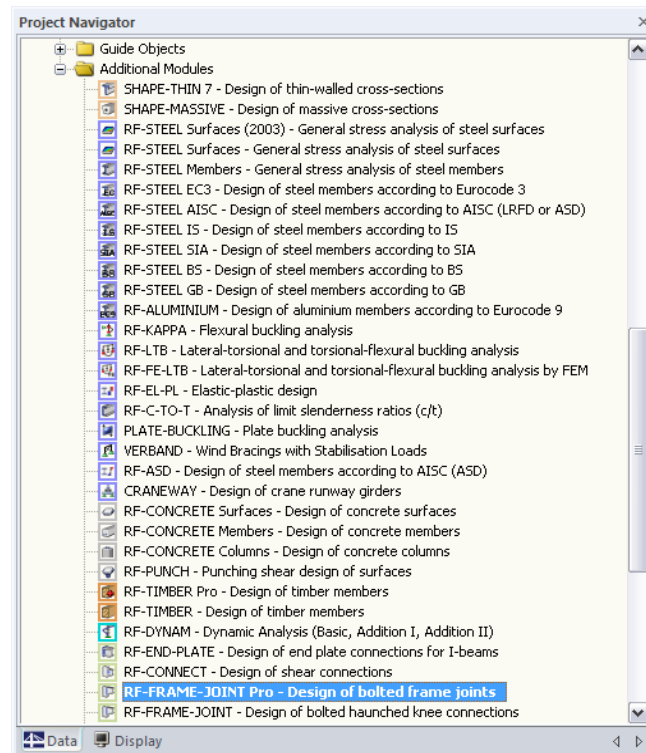 Project Navigator
Guide Objects
Additional Modules
SHAPE-THIN 7 - Design of thin-walled cross-sections
SHAPE-MASSIVE - Design of massive cross-sections
RF-STEEL Surfaces (2003) - General stress analysis of steel surfaces
RF-STEEL Surfaces - General stress analysis of steel surfaces
RF-STEEL Members - General stress analysis of steel members
RF-STEEL EC3 - Design of steel members according to Eurocode 3
RF-STEEL AISC - Design of steel members according to AISC (LRFD or ASD)
RF-STEEL IS - Design of steel members according to IS
RF-STEEL SIA - Design of steel members according to SIA
RF-STEEL BS - Design of steel members according to BS
RF-STEEL GB - Design of steel members according to GB
RF-ALUMINIUM - Design of aluminium members according to Eurocode 9
RF-KAPPA - Flexural buckling analysis
RF-LTB - Lateral-torsional and torsional-flexural buckling analysis
RF-FE-LTB - Lateral-torsional and torsional-flexural buckling analysis by FEM
RF-EL-PL - Elastic-plastic design
RF-C-TO-T - Analysis of limit slenderness ratios (c/t)
PLATE-BUCKLING - Plate buckling analysis
VERBAND - Wind Bracings with Stabilisation Loads
RF-ASD - Design of steel members according to AISC (ASD)
CRANEWAY - Design of crane runway girders
RF-CONCRETE Surfaces - Design of concrete surfaces
RF-CONCRETE Members - Design of concrete members
RF-CONCRETE Columns - Design of concrete columns
RF-PUNCH - Punching shear design of surfaces
RF-TIMBER Pro - Design of timber members
RF-TIMBER - Design of timber members
RF-DYNAM - Dynamic Analysis (Basic, Addition I, Addition II)
RF-END-PLATE - Design of end plate connections for I-beams
RF-CONNECT - Design of shear connections
RF-FRAME-JOINT Pro - Design of bolted frame joints
RF-FRAME-JOINT - Design of bolted haunched knee connections
Data Display